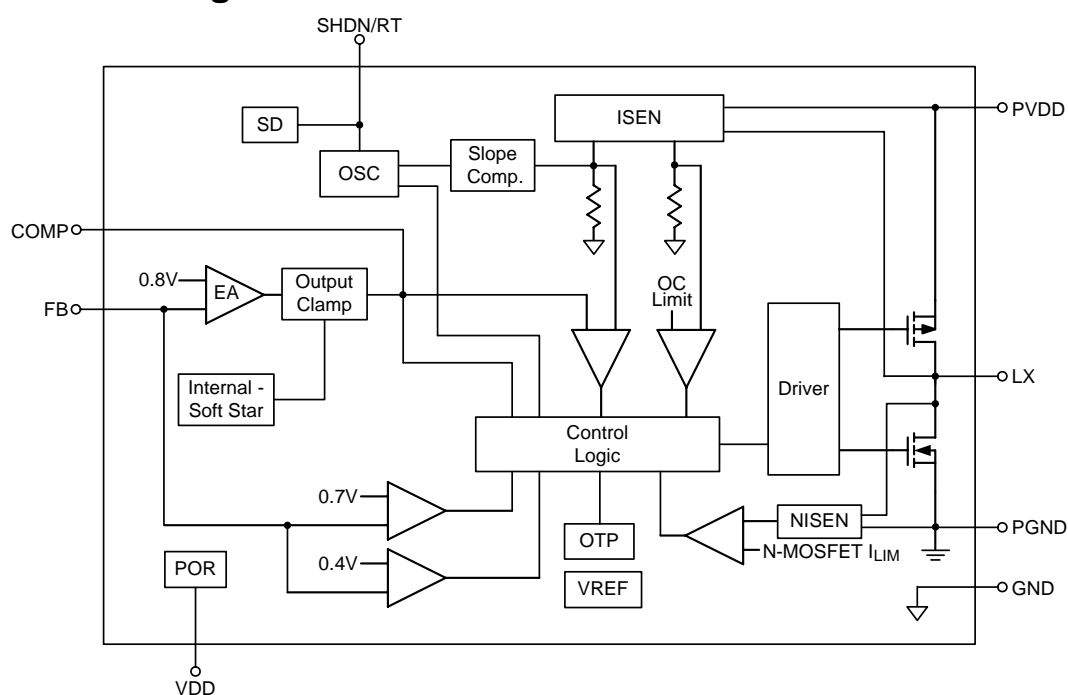 SHDN/RT
SD
OSC
Slope
Comp.
ISEN
PVDD
COMP
0.8V
EA
Output
Clamp
FB
OC
Limit
Internal -
Soft Star
Driver
LX
Control
Logic
0.7V
0.4V
OTP
VREF
NISEN
N-MOSFET ILIM
PGND
POR
GND
VDD